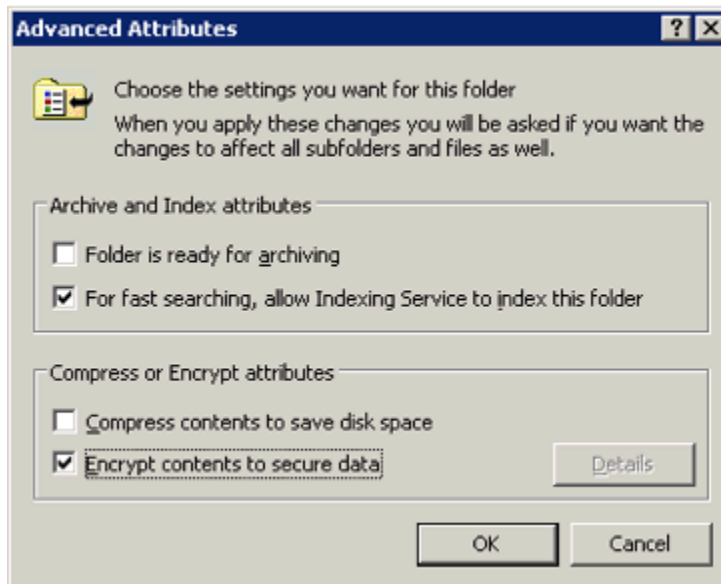 Advanced Attributes
Choose the settings you want for this folder
When you apply these changes you will be asked if you want the
changes to affect all subfolders and files as well.
Archive and Index attributes
Folder is ready for archiving
For fast searching, allow Indexing Service to index this folder
Compress or Encrypt attributes
Compress contents to save disk space
Encrypt contents to secure data
Details
OK
Cancel